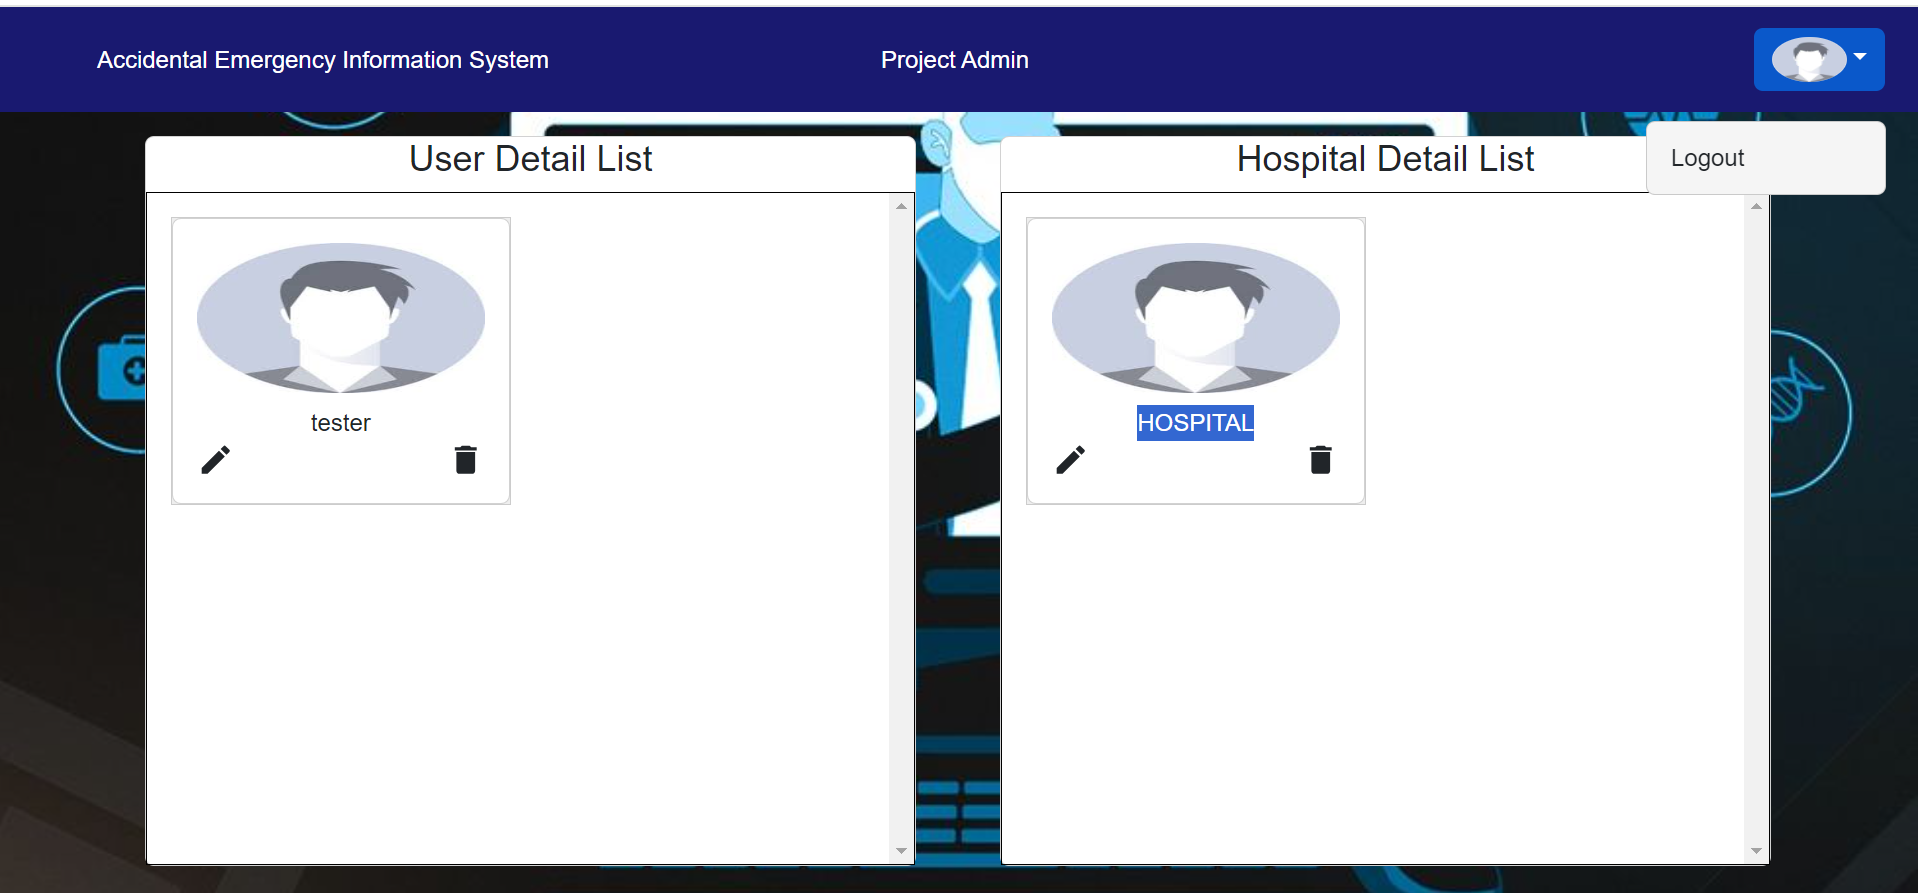 Accidental Emergency Information System
Project Admin
User Detail List
Hospital Detail List
Logout
tester
HOSPITAL